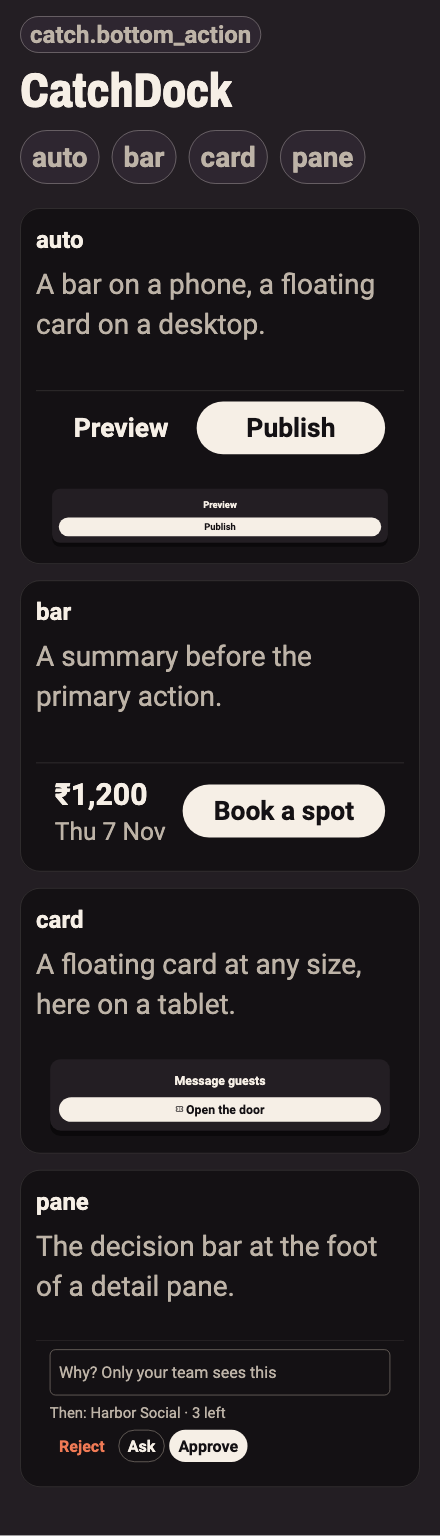 catch.bottom_action
CatchDock
auto
bar
card
pane
auto
A bar on a phone, a floating
card on a desktop.
Preview
Publish
Preview
Publish
bar
A summary before the
primary action.
₹1,200
Thu 7 Nov
Book a spot
card
A floating card at any size,
here on a tablet.
Message guests
Open the door
pane
The decision bar at the foot
of a detail pane.
Why? Only your team sees this
Then: Harbor Social · 3 left
Reject
Ask
Approve